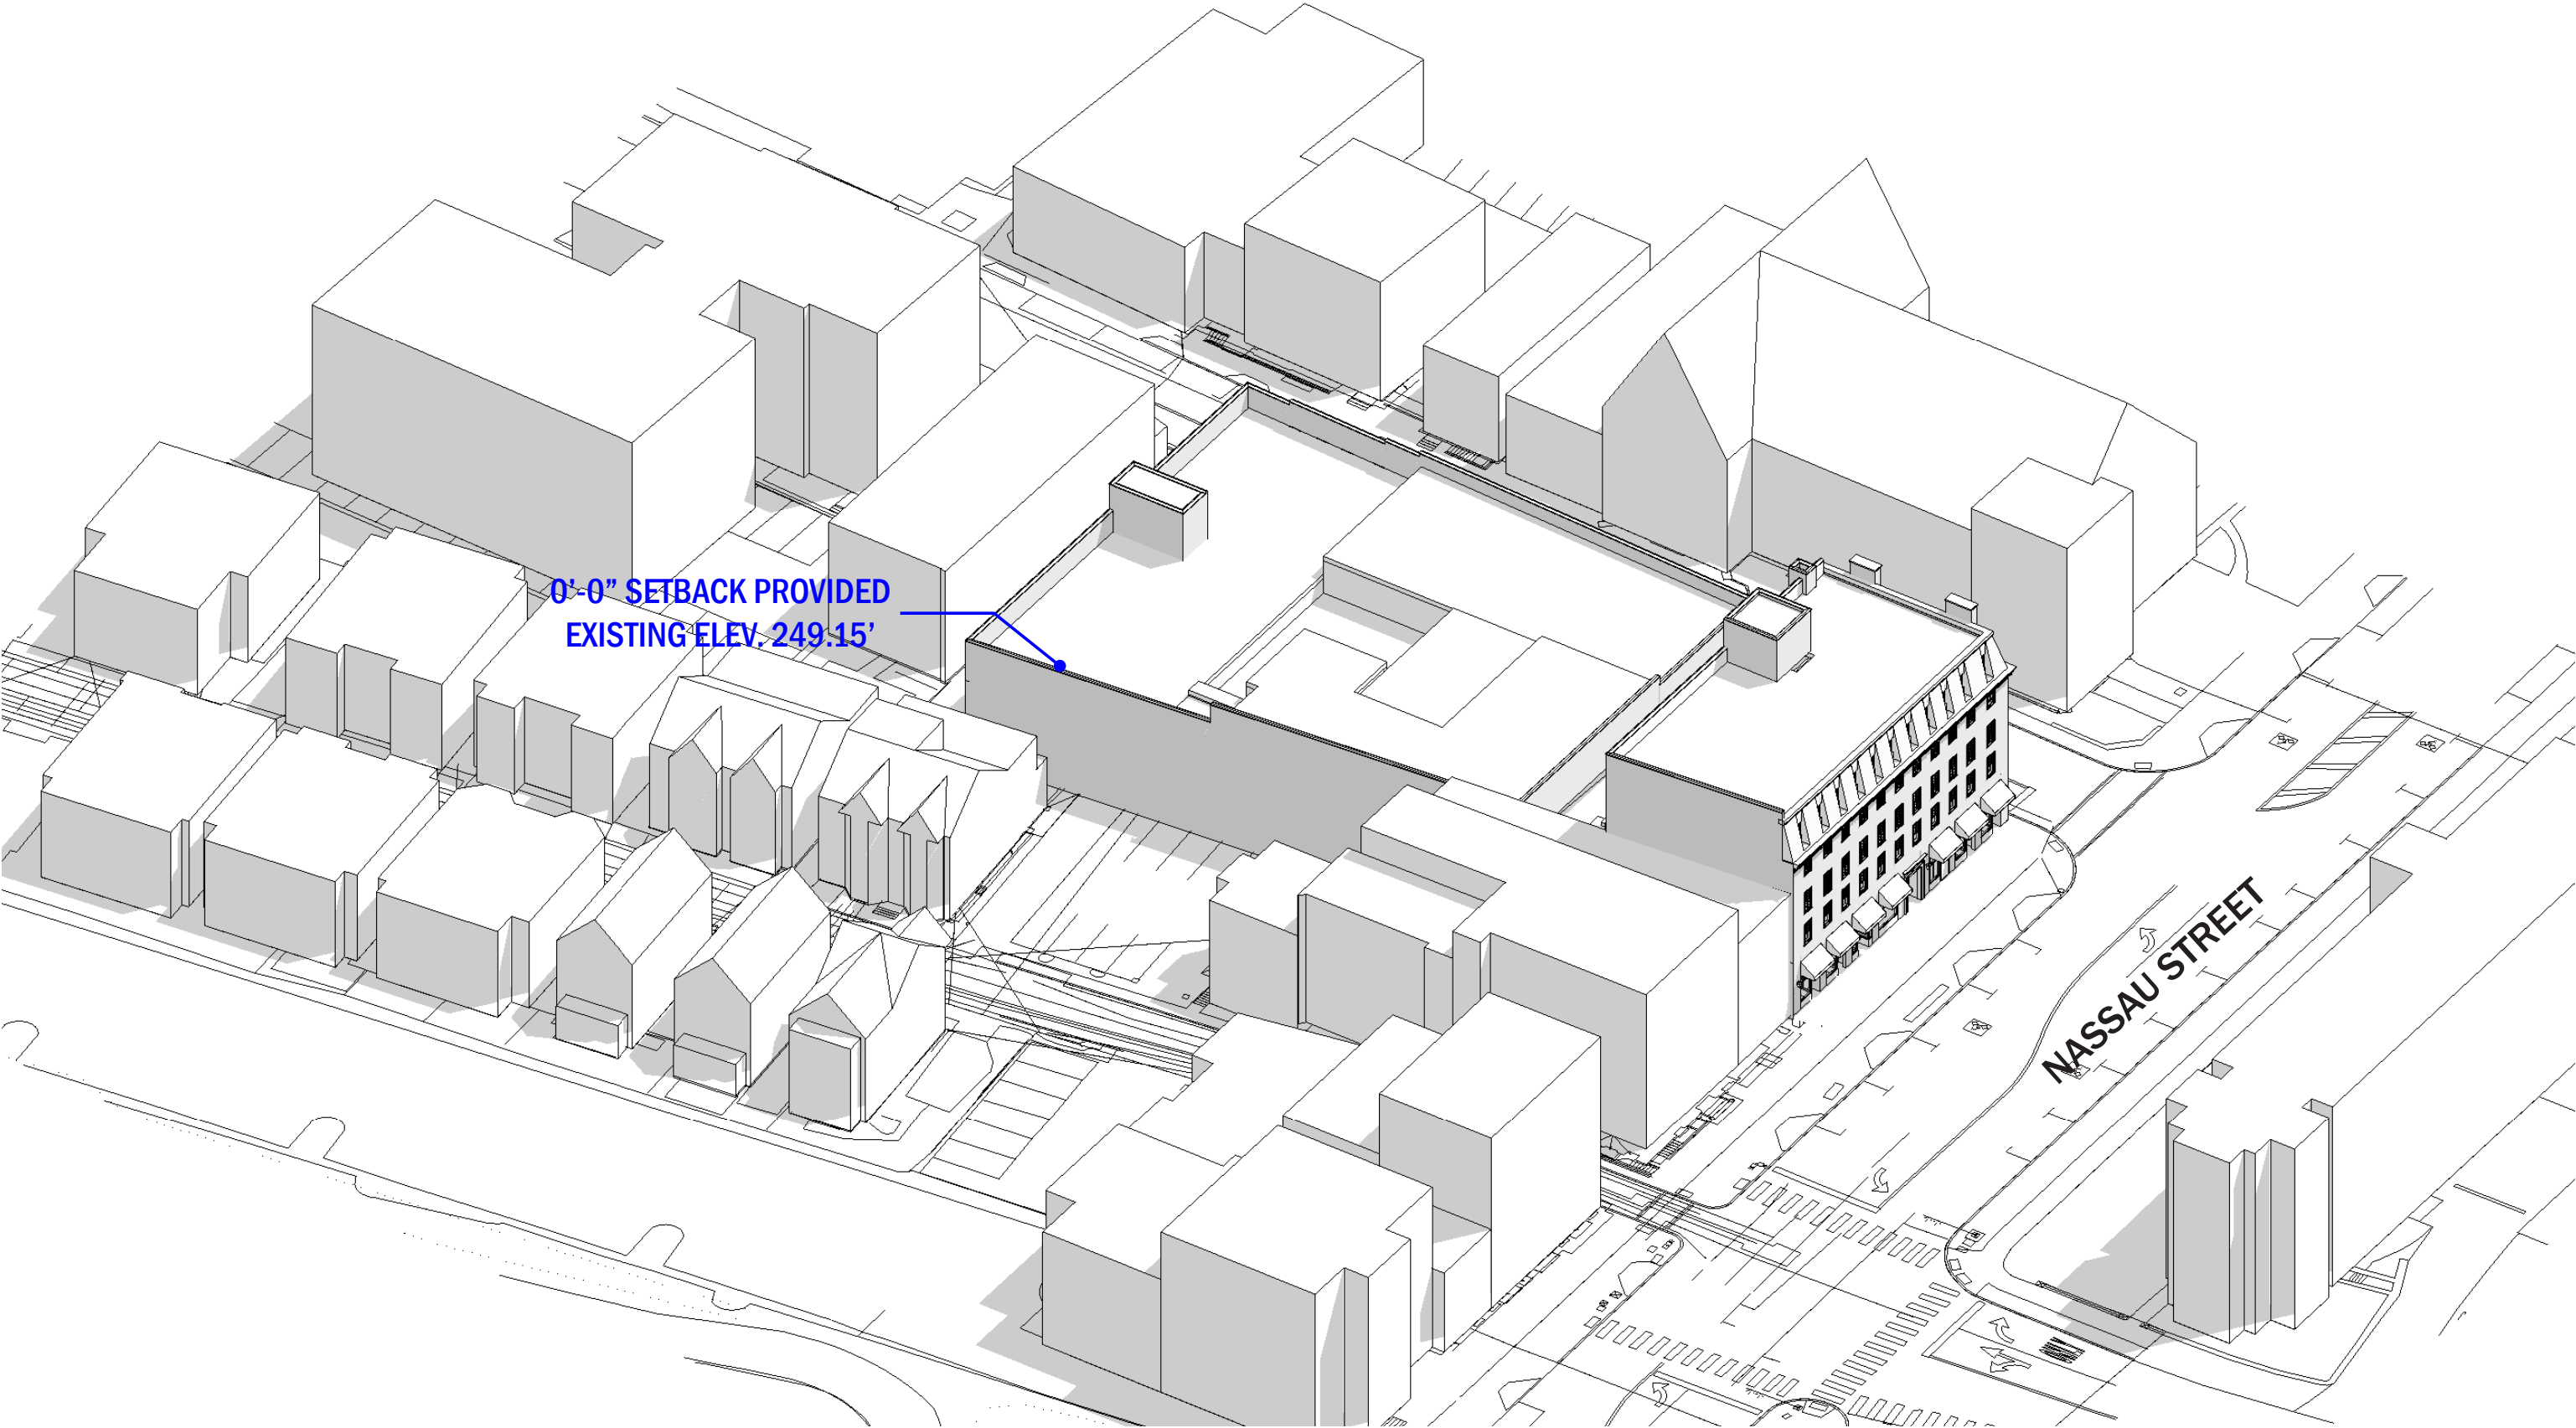 0'-0” SETBACK PROVIDED
EXISTING ELEV. 249.15’
NASSAU STREET